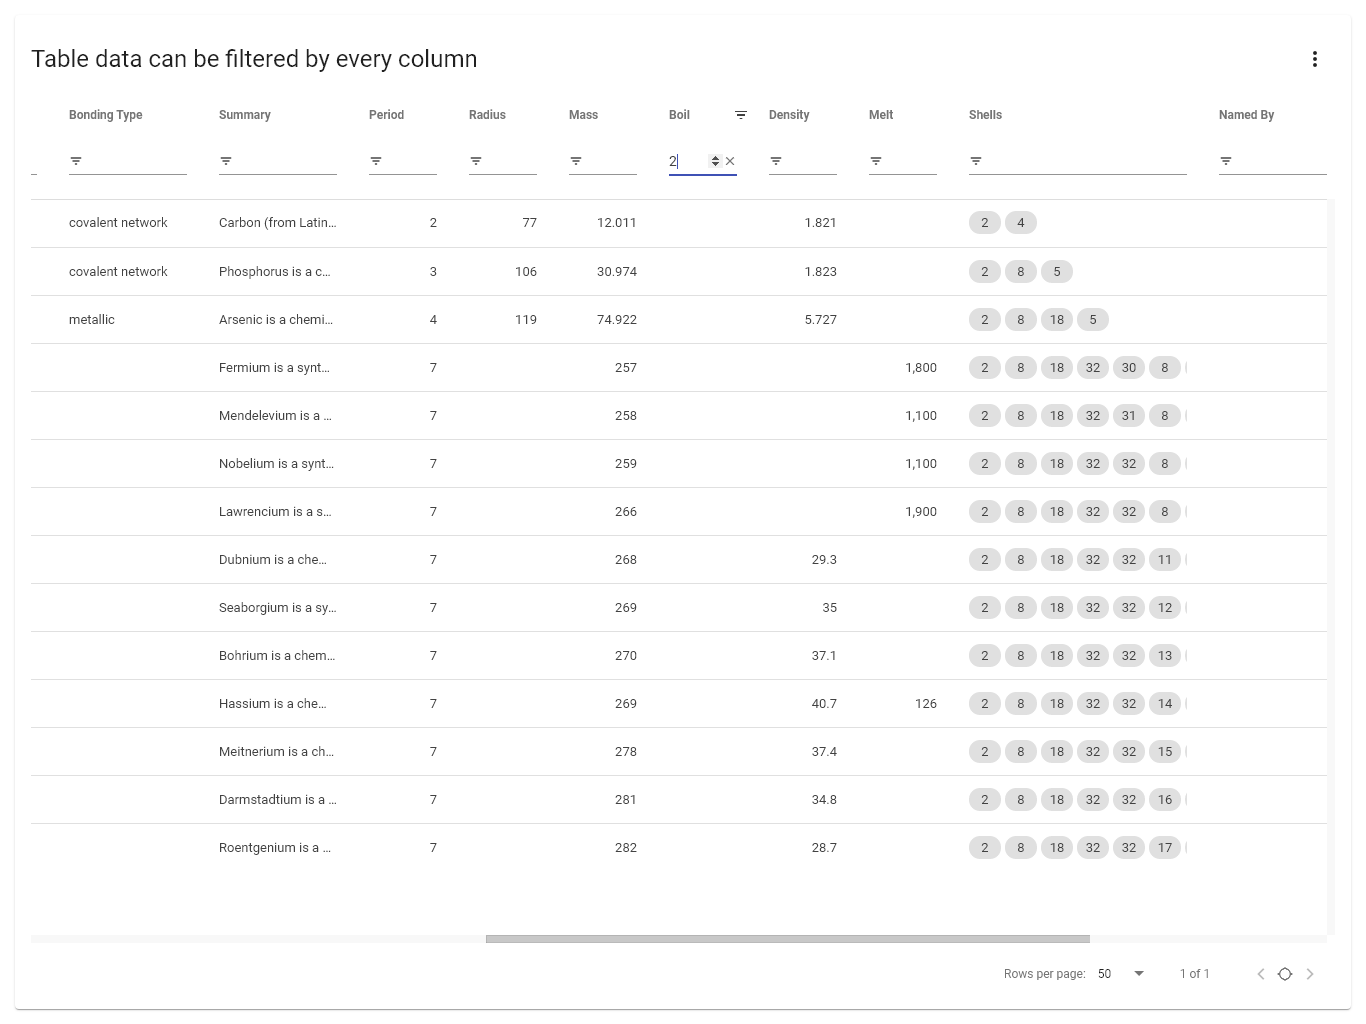 Table data can be filtered by every column
Bonding Type Summary Period Radius Mass Boil Density Melt Shells Named By
2
covalent network Carbon (from Latin... 2 77 12.011 1.821 2 4
covalent network Phosphorus is a c... 3 106 30.974 1.823 2 8 5
metallic Arsenic is a chemi... 4 119 74.922 5.727 2 8 18 5
Fermium is a synt... 7 257 1,800 2 8 18 32 30 8
Mendelevium is a ... 7 258 1,100 2 8 18 32 31 8
Nobelium is a synt... 7 259 1,100 2 8 18 32 32 8
Lawrencium is a s... 7 266 1,900 2 8 18 32 32 8
Dubnium is a che... 7 268 29.3 2 8 18 32 32 11
Seaborgium is a sy... 7 269 35 2 8 18 32 32 12
Bohrium is a chem... 7 270 37.1 2 8 18 32 32 13
Hassium is a che... 7 269 40.7 126 2 8 18 32 32 14
Meitnerium is a ch... 7 278 37.4 2 8 18 32 32 15
Darmstadtium is a ... 7 281 34.8 2 8 18 32 32 16
Roentgenium is a ... 7 282 28.7 2 8 18 32 32 17
Rows per page: 50 1 of 1